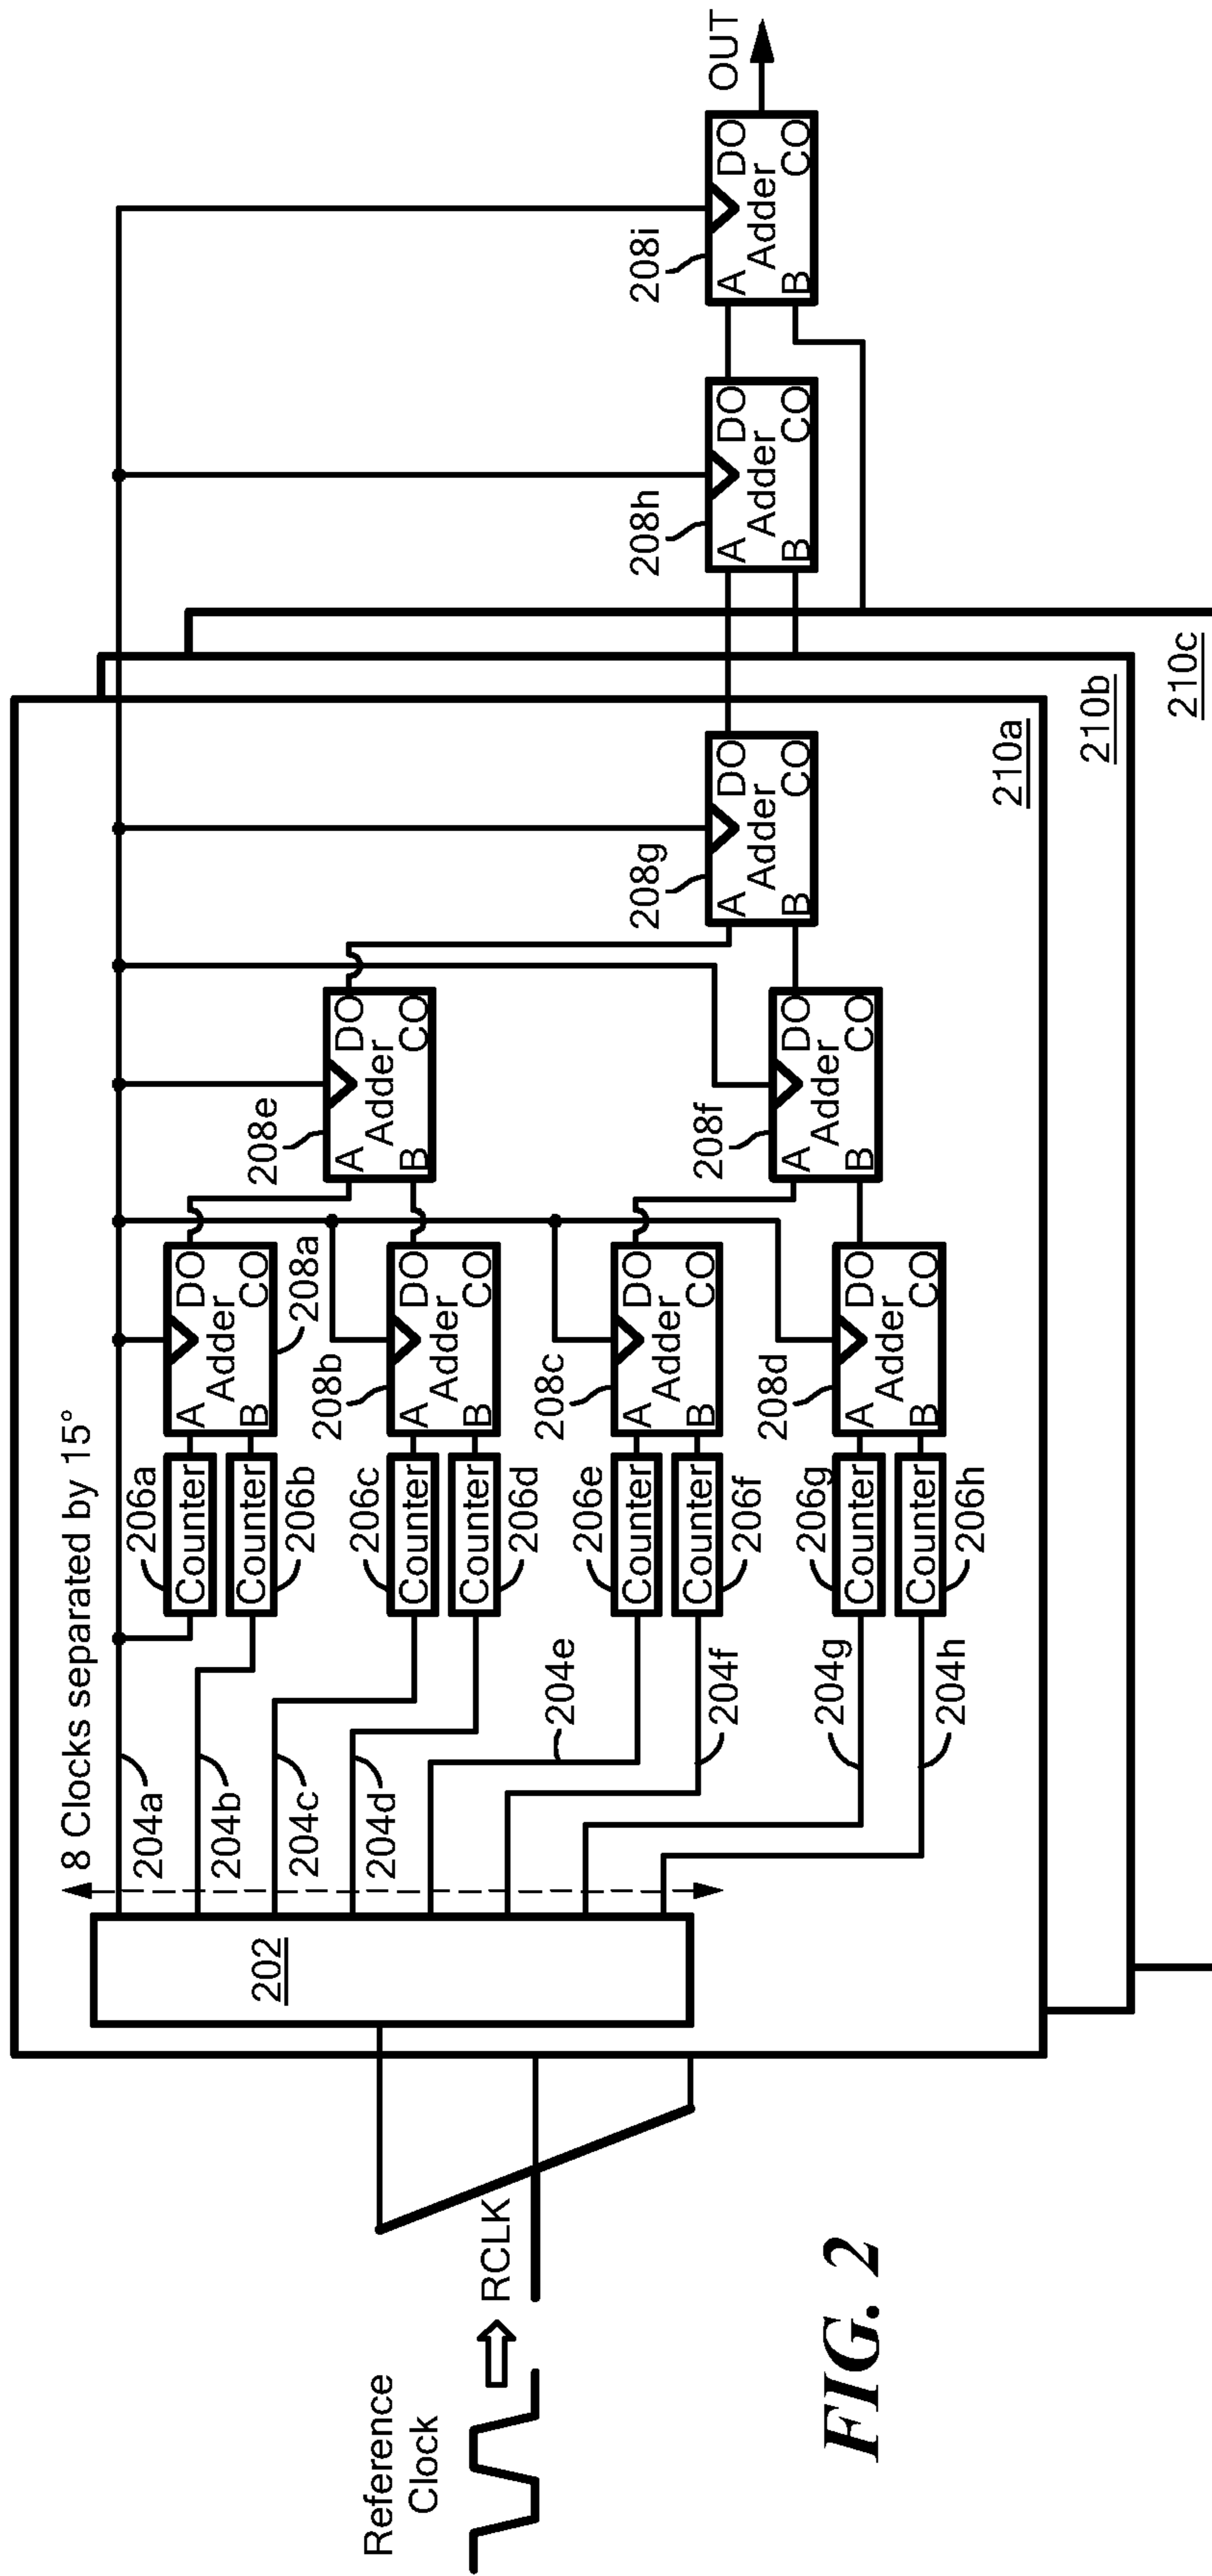 Reference
Clock
RCLK
202
8 Clocks separated by 15°
204a
204b
204c
204d
204e
204f
204g
204h
206a
Counter
Counter
206b
206c
Counter
Counter
206d
206e
Counter
Counter
206f
206g
Counter
Counter
206h
A DO
Adder
B CO
208a
208b
A DO
Adder
B CO
208c
A DO
Adder
B CO
208d
A DO
Adder
B CO
208e
A DO
Adder
B CO
208f
A DO
Adder
B CO
208g
A DO
Adder
B CO
210a
210b
210c
208h
A DO
Adder
B CO
208i
A DO
Adder
B CO
OUT
FIG. 2